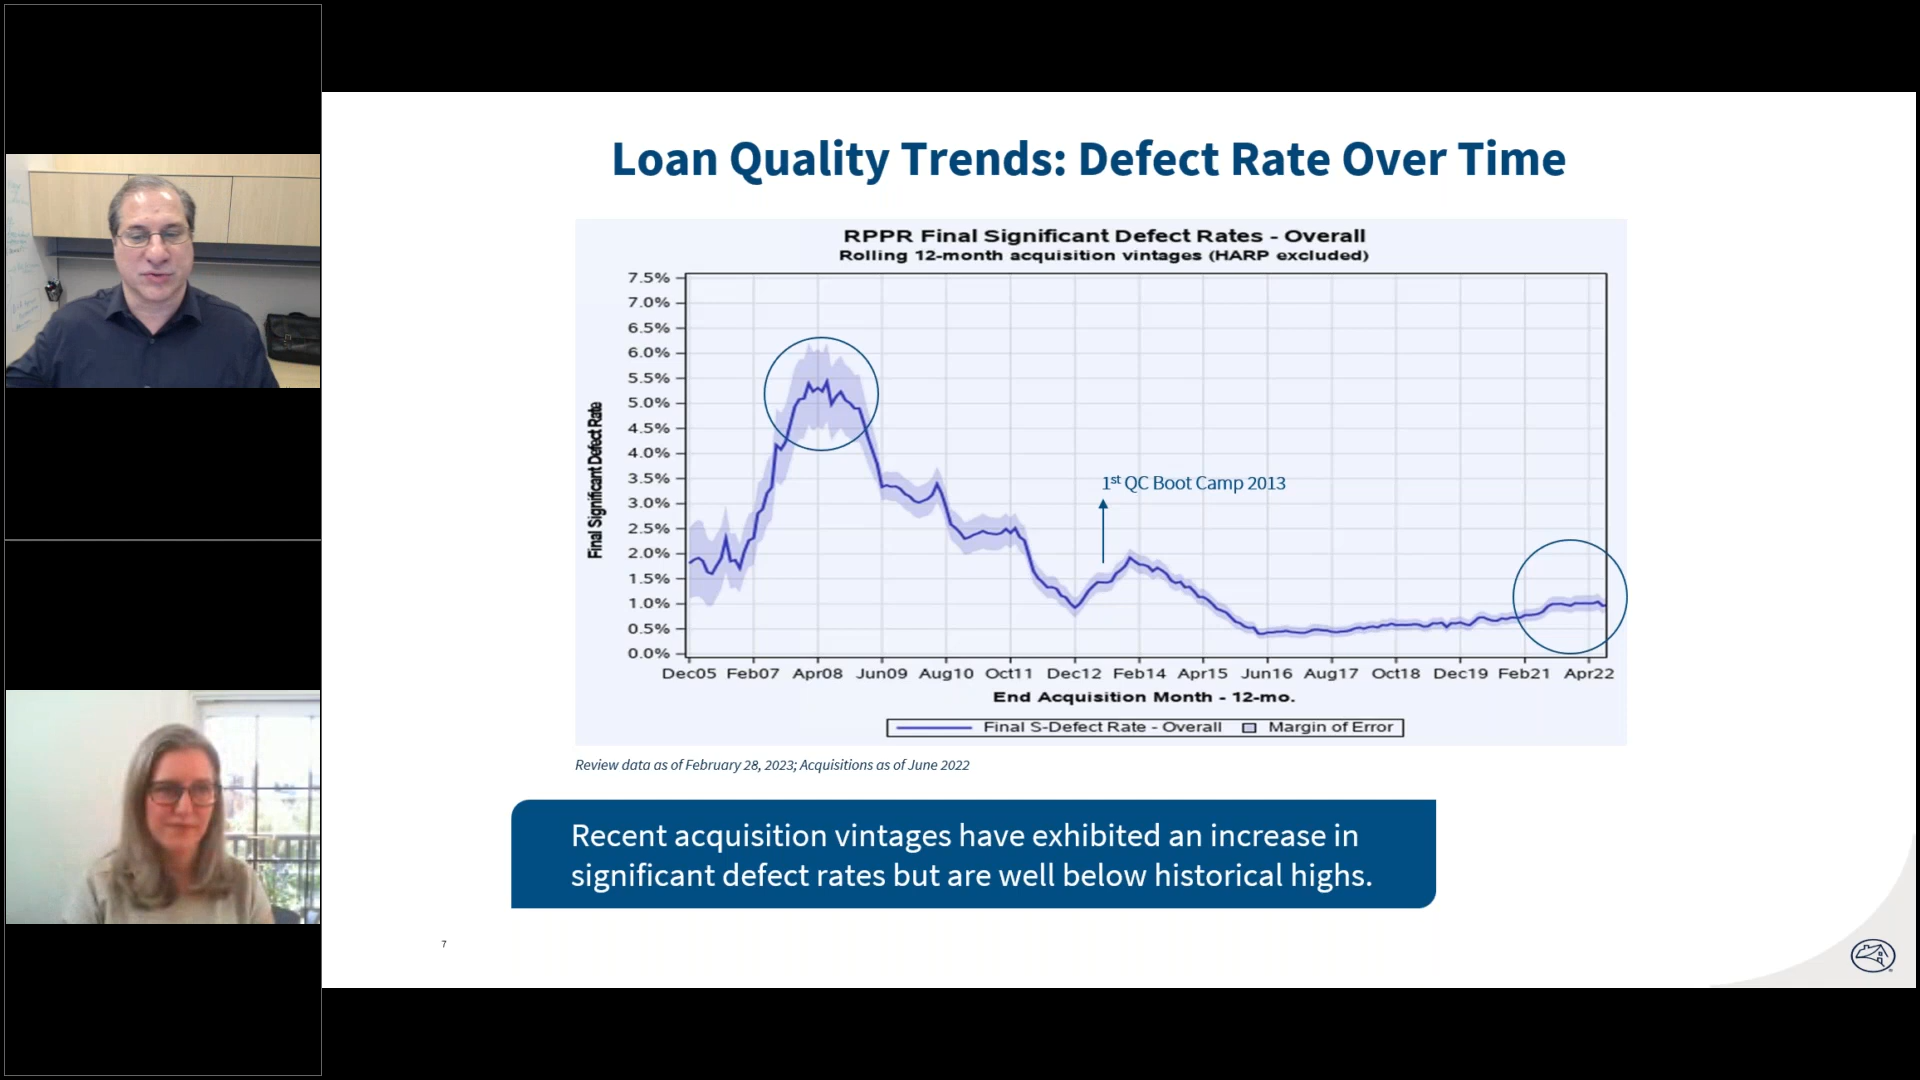 Loan Quality Trends: Defect Rate Over Time
RPPR Final Significant Defect Rates - Overall
Rolling 12-month acquisition vintages (HARP excluded)
7.5%
7.0%
6.5%
6.0%
5.5%
5.0%
4.5%
4.0%
3.5%
3.0%
2.5%
2.0%
1.5%
1.0%
0.5%
0.0%
Final Significant Defect Rate
1st QC Boot Camp 2013
Dec05 Feb07 Apr08 Jun09 Aug10 Oct11 Dec12 Feb14 Apr15 Jun16 Aug17 Oct18 Dec19 Feb21 Apr22
End Acquisition Month - 12-mo.
Final S-Defect Rate - Overall Margin of Error
Review data as of February 28, 2023; Acquisitions as of June 2022
Recent acquisition vintages have exhibited an increase in
significant defect rates but are well below historical highs.
7